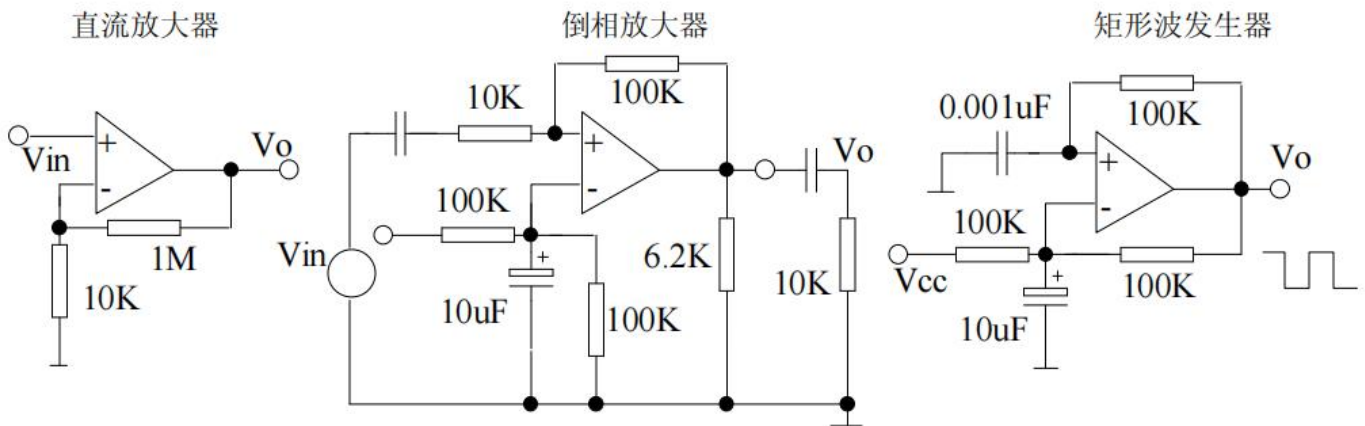 直流放大器
Vin
+
-
Vo
1M
10K
倒相放大器
10K
100K
+
-
Vo
100K
Vin
+
10uF
100K
6.2K
10K
矩形波发生器
0.001uF
100K
+
-
Vo
100K
Vcc
+
100K
10uF